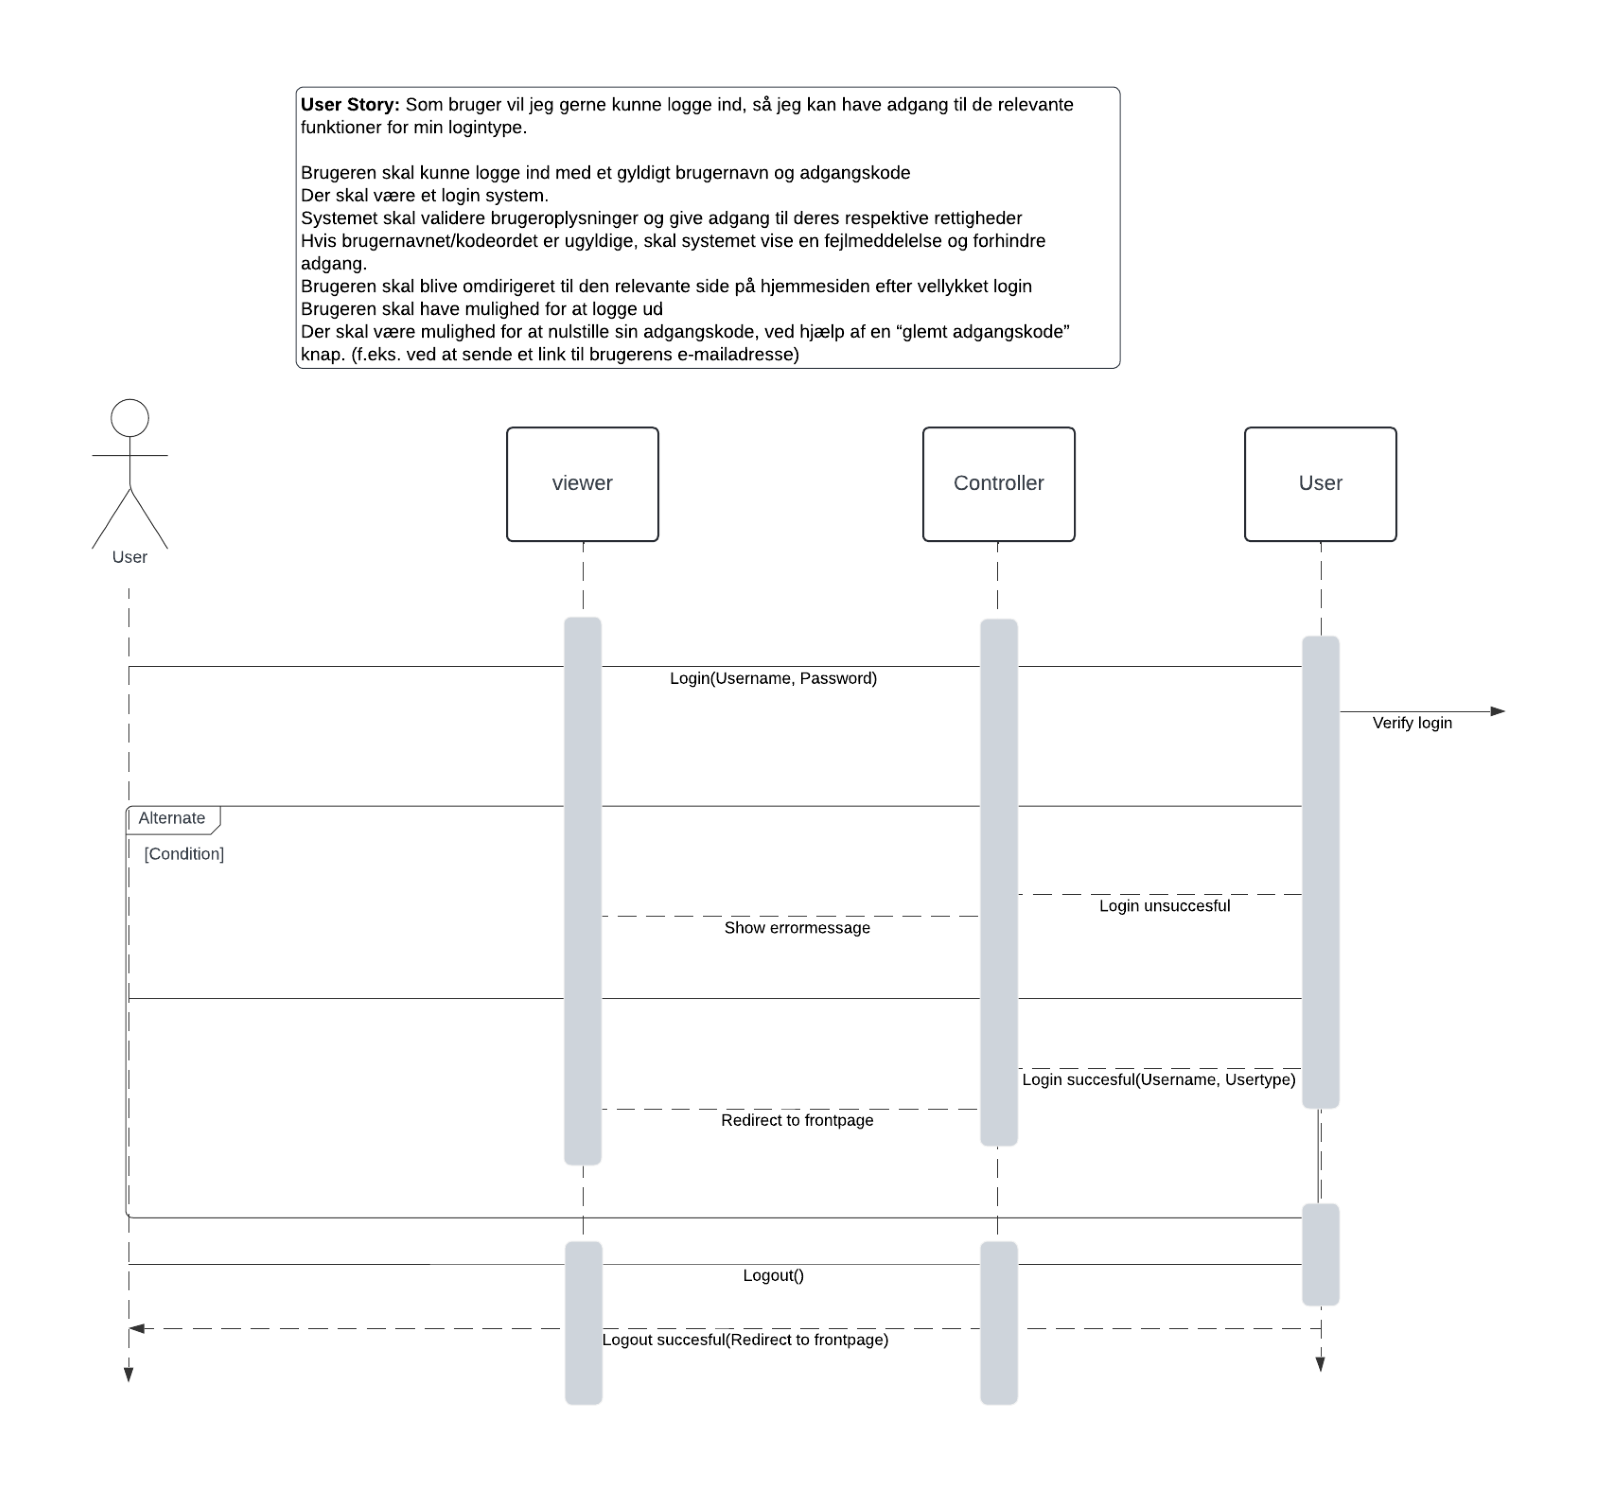 User Story: Som bruger vil jeg gerne kunne logge ind, så jeg kan have adgang til de relevante
funktioner for min logintype.
Brugeren skal kunne logge ind med et gyldigt brugernavn og adgangskode
Der skal være et login system.
Systemet skal validere brugeroplysninger og give adgang til deres respektive rettigheder
Hvis brugernavnet/kodeordet er ugyldige, skal systemet vise en fejlmeddelelse og forhindre
adgang.
Brugeren skal blive omdirigeret til den relevante side på hjemmesiden efter vellykket login
Brugeren skal have mulighed for at logge ud
Der skal være mulighed for at nulstille sin adgangskode, ved hjælp af en “glemt adgangskode”
knap. (f.eks. ved at sende et link til brugerens e-mailadresse)
viewer
Controller
User
User
Login(Username, Password)
Verify login
Alternate
[Condition]
Login unsuccesful
Show errormessage
Login succesful(Username, Usertype)
Redirect to frontpage
Logout()
Logout succesful(Redirect to frontpage)